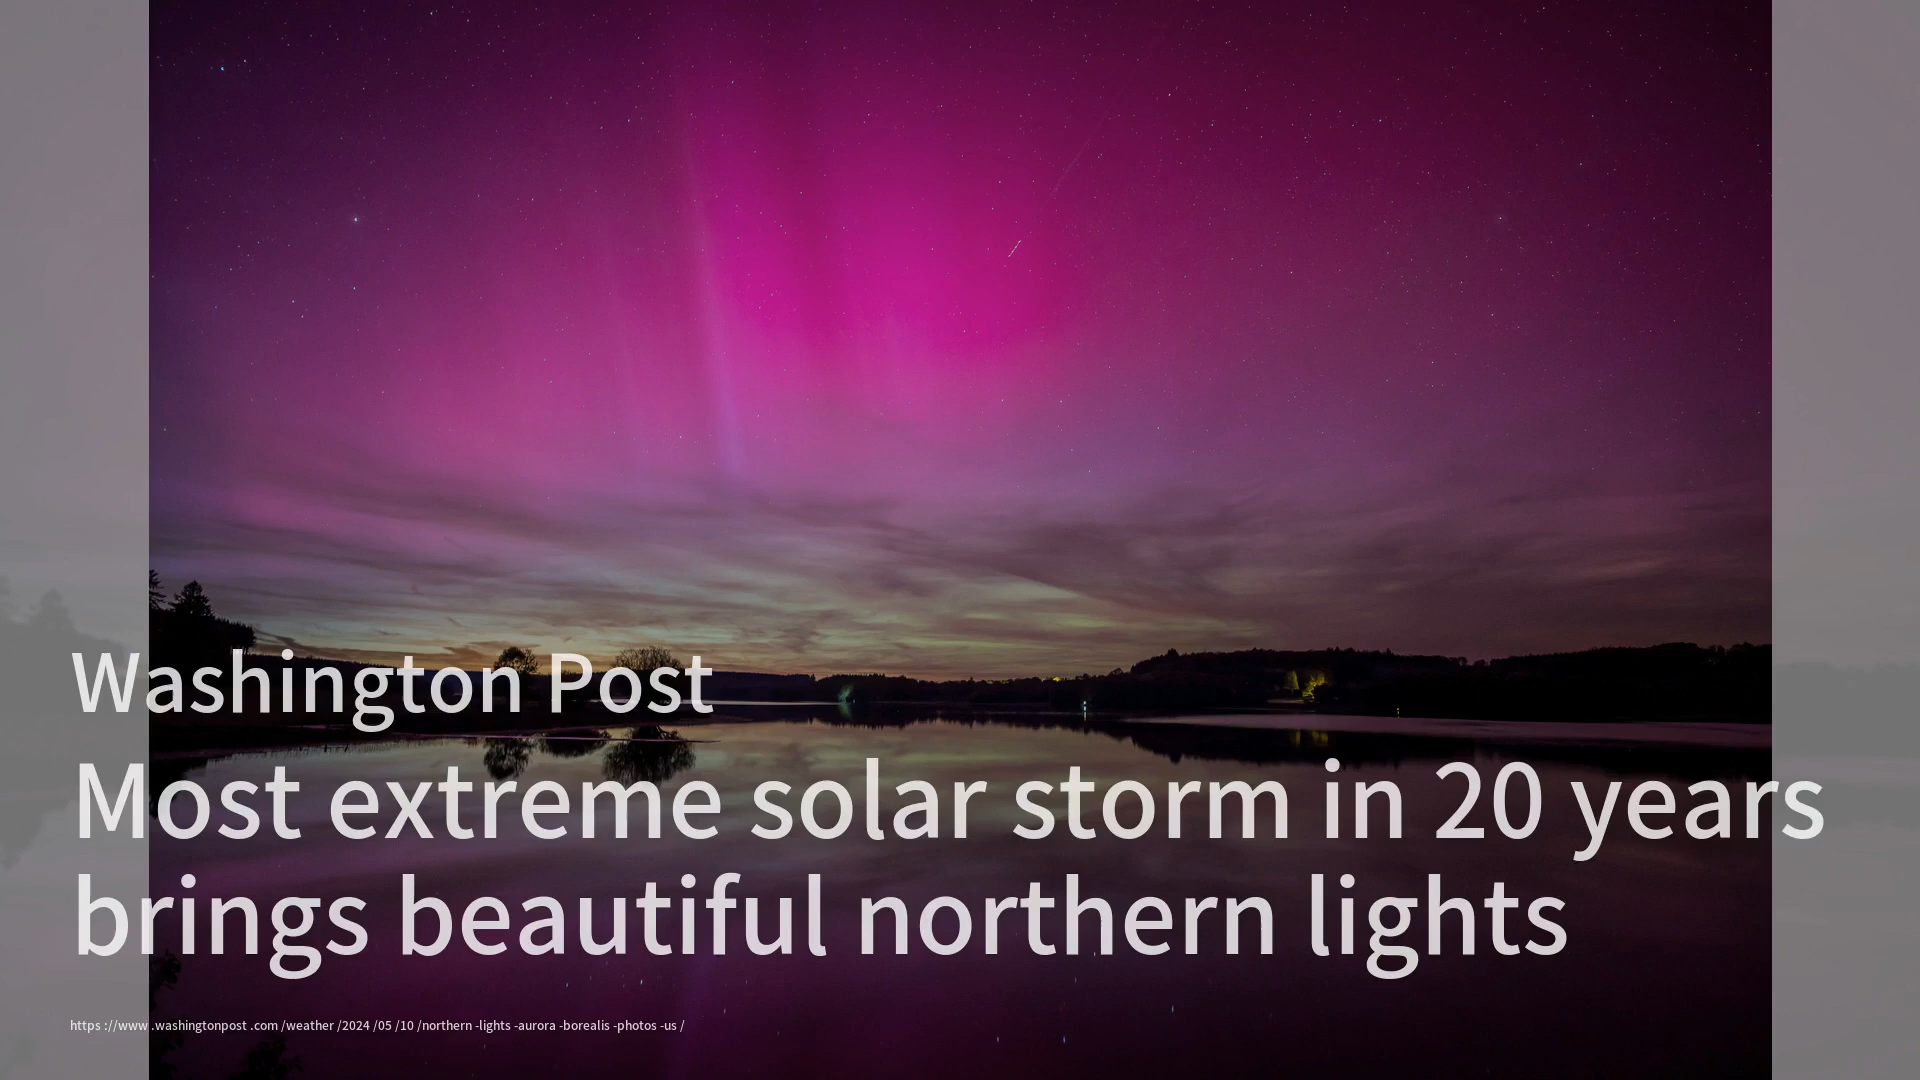 Washington Post
Most extreme solar storm in 20 years
brings beautiful northern lights
https ://www .washingtonpost .com /weather /2024 /05 /10 /northern -lights -aurora -borealis -photos -us /